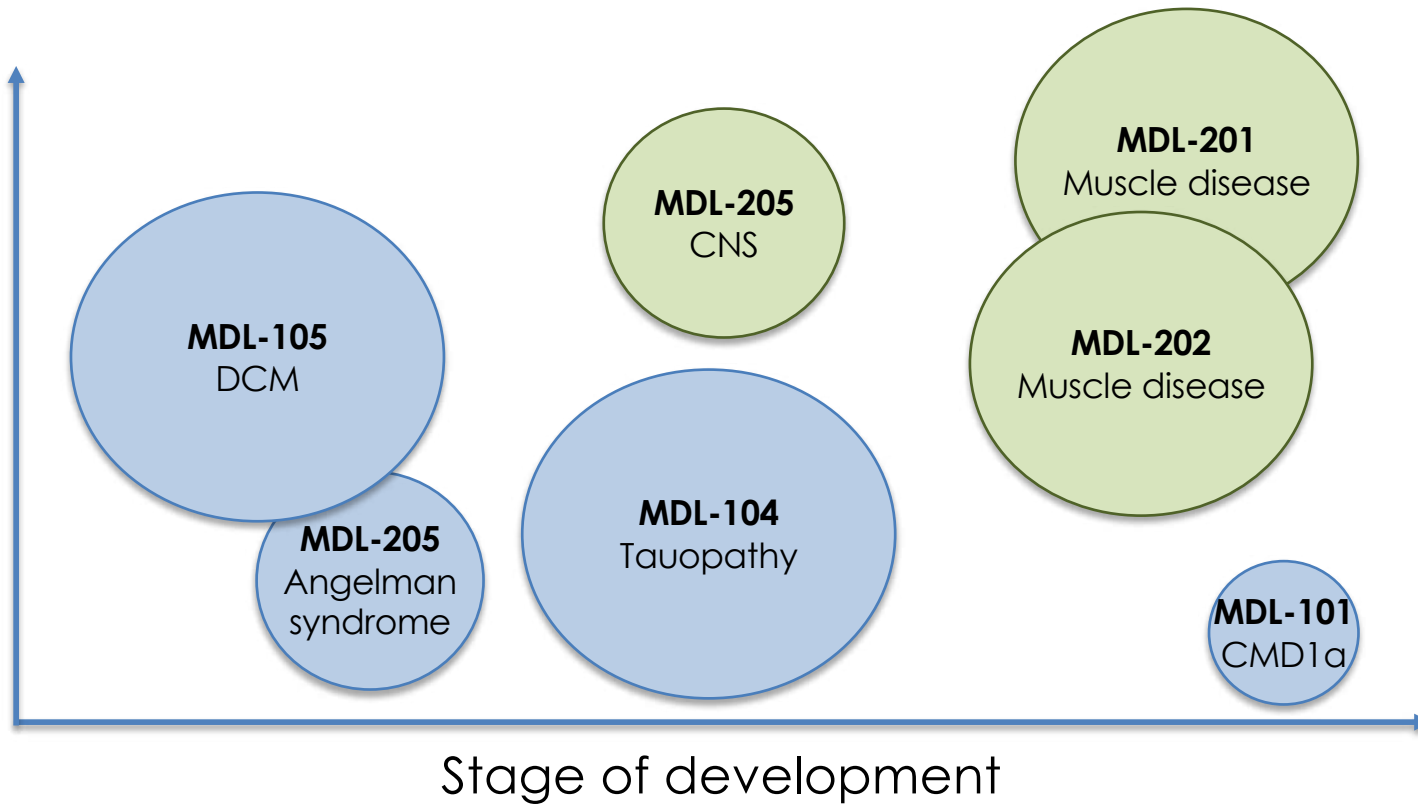 MDL-201
Muscle disease
MDL-205
CNS
MDL-105
DCM
MDL-202
Muscle disease
MDL-104
Tauopathy
MDL-205
Angelman
syndrome
MDL-101
CMD1a
Stage of development